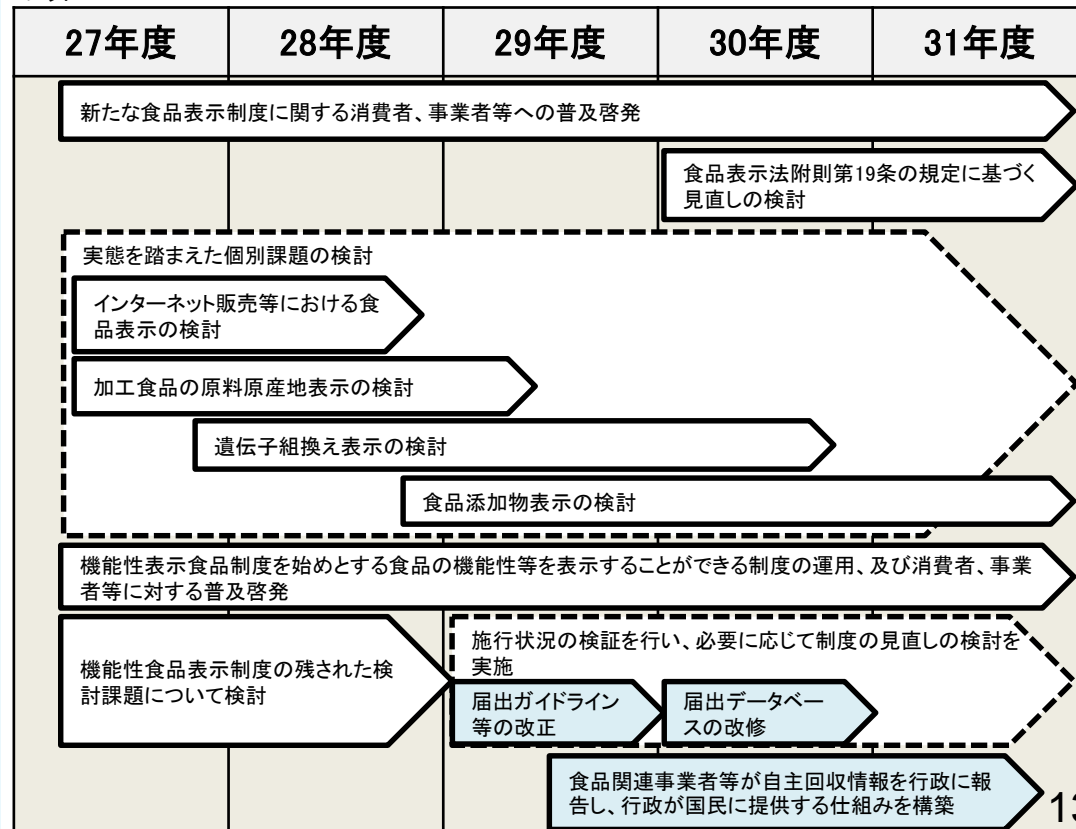 27年度 28年度 29年度 30年度 31年度
新たな食品表示制度に関する消費者、事業者等への普及啓発
食品表示法附則第19条の規定に基づく
見直しの検討
実態を踏まえた個別課題の検討
インターネット販売等における食
品表示の検討
加工食品の原料原産地表示の検討
遺伝子組換え表示の検討
食品添加物表示の検討
機能性表示食品制度を始めとする食品の機能性等を表示することができる制度の運用、及び消費者、事業
者等に対する普及啓発
機能性食品表示制度の残された検
討課題について検討
施行状況の検証を行い、必要に応じて制度の見直しの検討を
実施
届出ガイドライン
等の改正
届出データベー
スの改修
食品関連事業者等が自主回収情報を行政に報
告し、行政が国民に提供する仕組みを構築